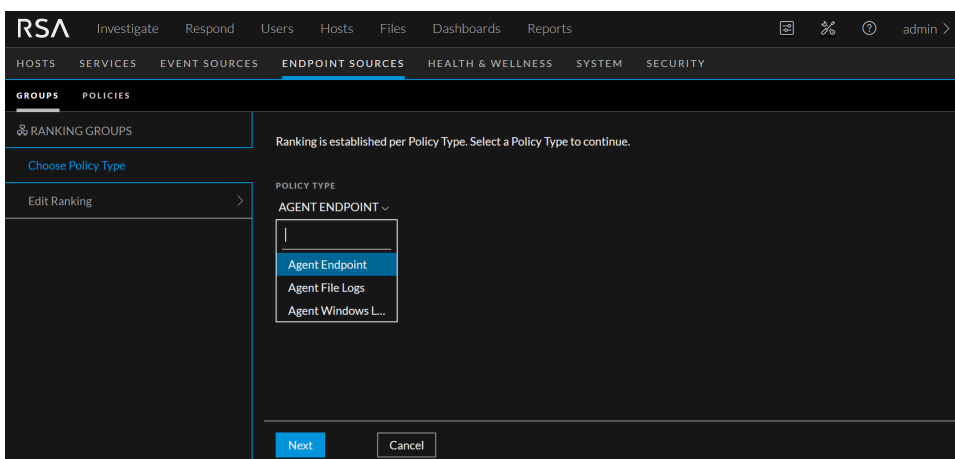 RSA Investigate Respond Users Hosts Files Dashboards Reports admin >
HOSTS SERVICES EVENT SOURCES ENDPOINT SOURCES HEALTH & WELLNESS SYSTEM SECURITY
GROUPS POLICIES
RANKING GROUPS
Choose Policy Type
Edit Ranking
Ranking is established per Policy Type. Select a Policy Type to continue.
POLICY TYPE
AGENT ENDPOINT
Agent Endpoint
Agent File Logs
Agent Windows L...
Next Cancel